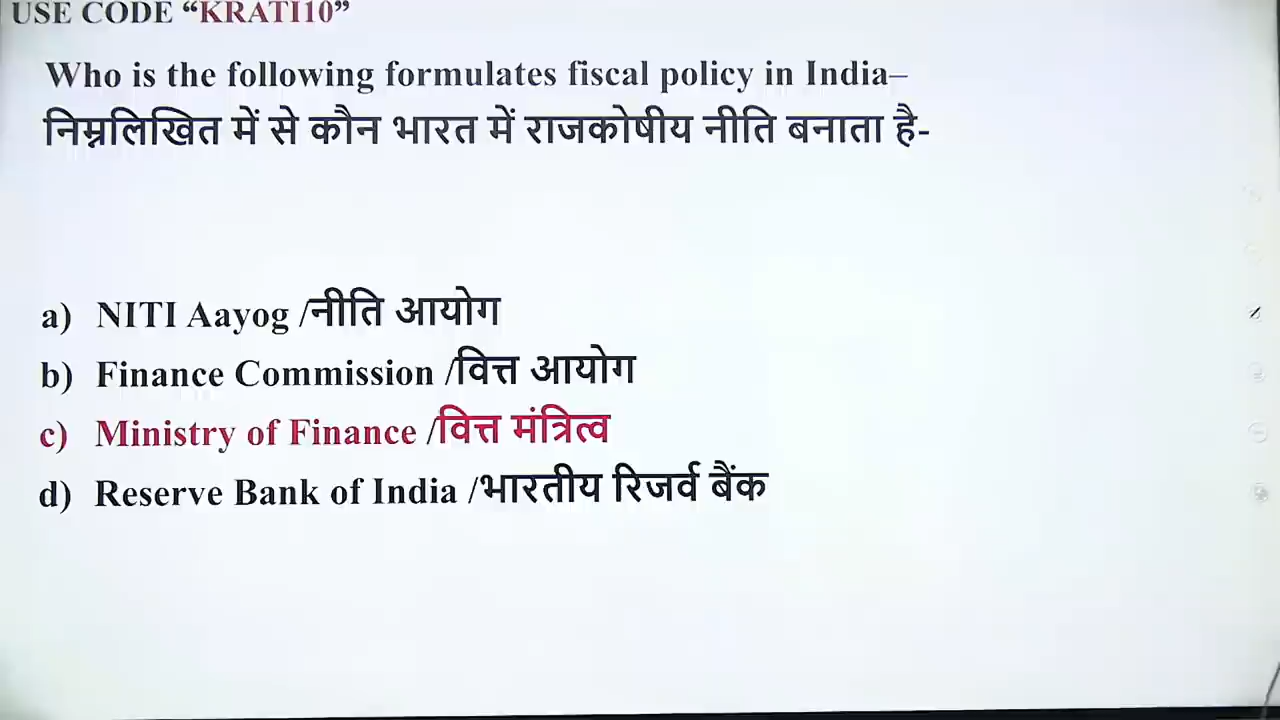 USE CODE “KRATI10”
Who is the following formulates fiscal policy in India–
निम्नलिखित में से कौन भारत में राजकोषीय नीति बनाता है-
a) NITI Aayog /नीति आयोग
b) Finance Commission /वित्त आयोग
c) Ministry of Finance /वित्त मंत्रित्व
d) Reserve Bank of India /भारतीय रिजर्व बैंक